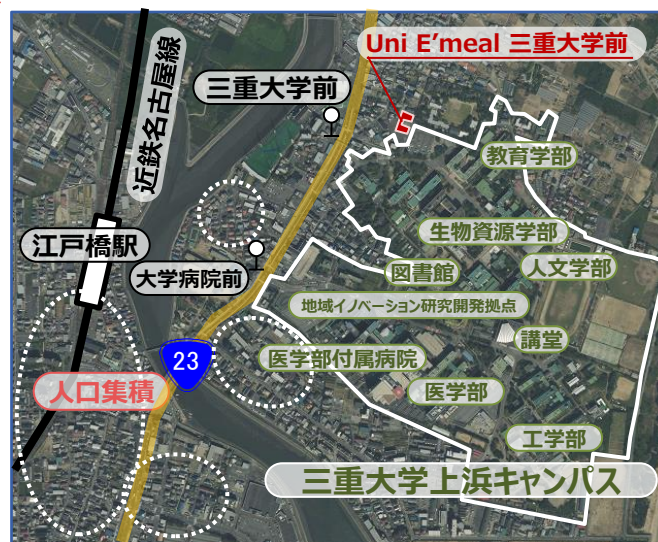 Uni E’meal 三重大学前
近鉄名古屋線
三重大学前
教育学部
生物資源学部
江戸橋駅
図書館
人文学部
大学病院前
地域イノベーション研究開発拠点
講堂
23
医学部付属病院
人口集積
医学部
工学部
三重大学上浜キャンパス